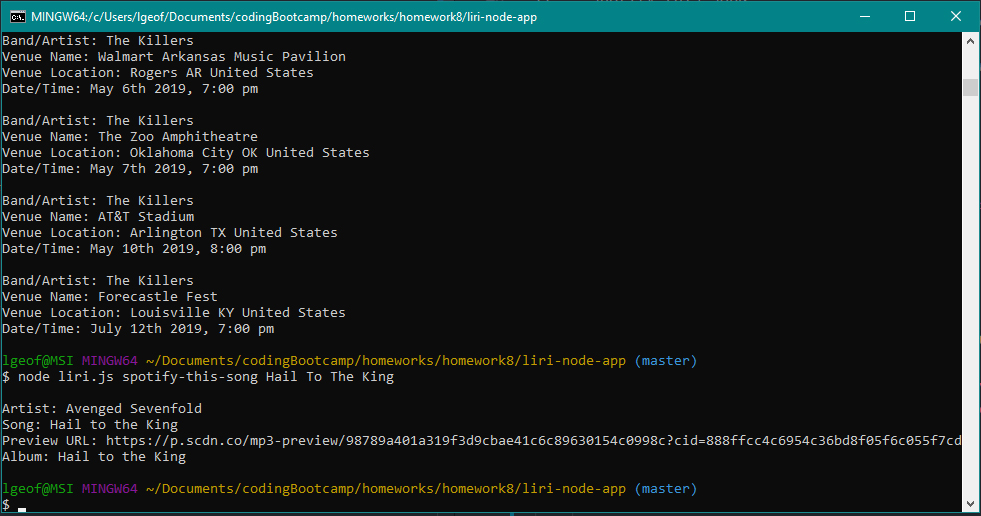 MINGW64:/c/Users/lgeof/Documents/codingBootcamp/homeworks/homework8/liri-node-app
Band/Artist: The Killers
Venue Name: Walmart Arkansas Music Pavilion
Venue Location: Rogers AR United States
Date/Time: May 6th 2019, 7:00 pm
Band/Artist: The Killers
Venue Name: The Zoo Amphitheatre
Venue Location: Oklahoma City OK United States
Date/Time: May 7th 2019, 7:00 pm
Band/Artist: The Killers
Venue Name: AT&T Stadium
Venue Location: Arlington TX United States
Date/Time: May 10th 2019, 8:00 pm
Band/Artist: The Killers
Venue Name: Forecastle Fest
Venue Location: Louisville KY United States
Date/Time: July 12th 2019, 7:00 pm
lgeof@MSI MINGW64 ~/Documents/codingBootcamp/homeworks/homework8/liri-node-app (master)
$ node liri.js spotify-this-song Hail To The King
Artist: Avenged Sevenfold
Song: Hail to the King
Preview URL: https://p.scdn.co/mp3-preview/98789a401a319f3d9cbae41c6c89630154c0998c?cid=888ffcc4c6954c36bd8f05f6c055f7cd
Album: Hail to the King
lgeof@MSI MINGW64 ~/Documents/codingBootcamp/homeworks/homework8/liri-node-app (master)
$